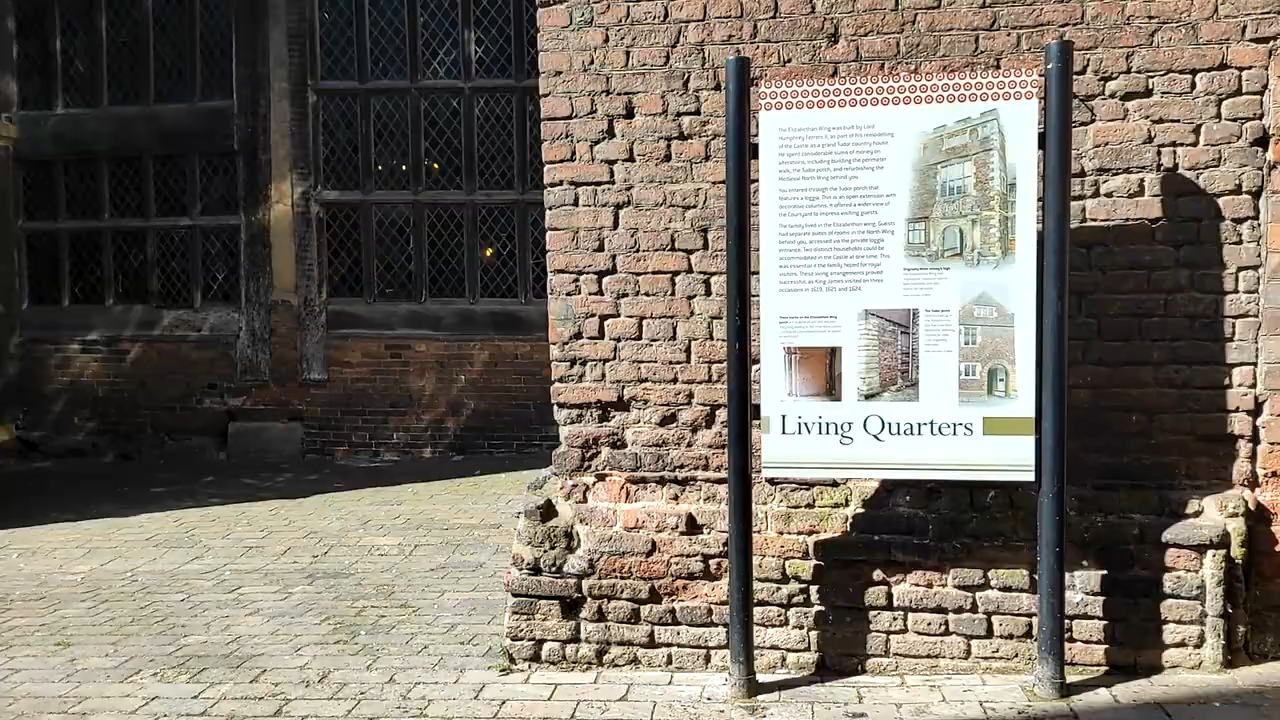 The Elizabethan Wing was built by Lord
Humphrey Ferrers II, as part of his remodelling
of the Castle as a grand Tudor country house.
He spent considerable sums of money on
alterations, including building the perimeter
walk, the Tudor porch, and refurbishing the
Medieval North Wing behind you.
You entered through the Tudor porch that
features a loggia. This is an open extension with
decorative columns. It offered a wider view of
the Courtyard to impress visiting guests.
The family lived in the Elizabethan wing. Guests
had separate suites of rooms in the North Wing
behind you, accessed via the private loggia
entrance. Two distinct households could be
accommodated in the Castle at one time. This
was essential if the family hoped for royal
visitors. These living arrangements proved
successful, as King James visited on three
occasions in 1619, 1621 and 1624.
The Tudor porch
Living Quarters